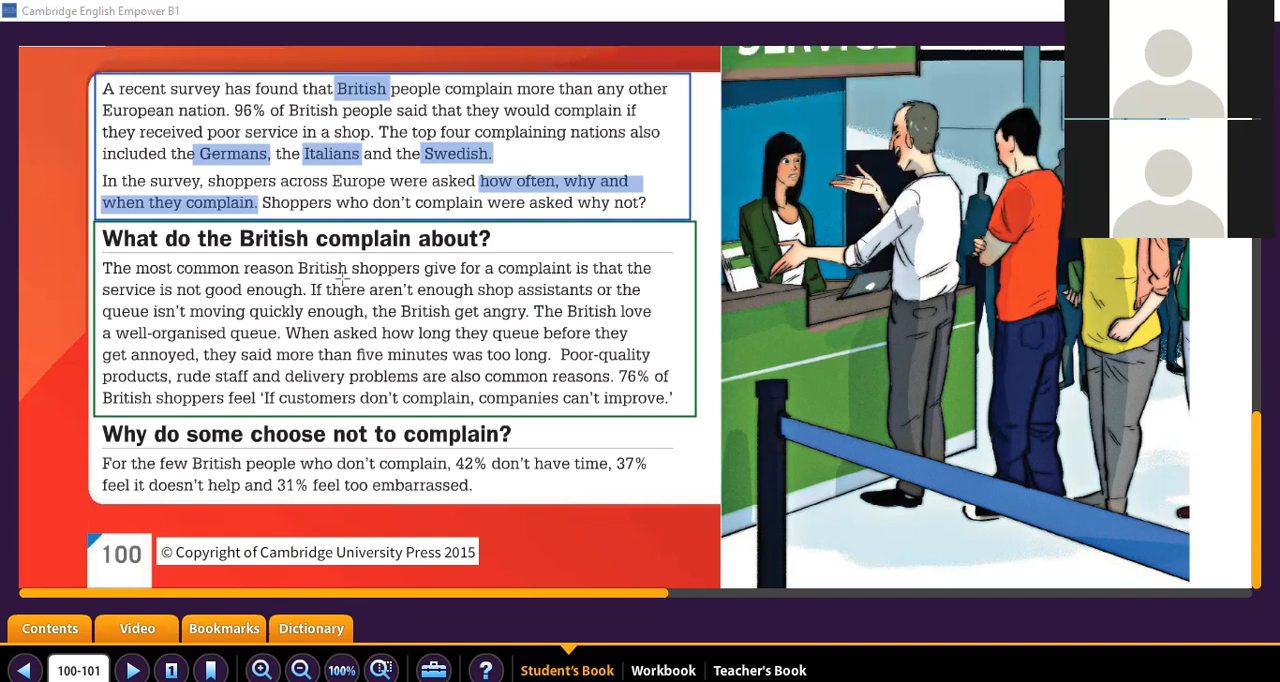 Cambridge English Empower B1
SERVICE
A recent survey has found that British people complain more than any other
European nation. 96% of British people said that they would complain if
they received poor service in a shop. The top four complaining nations also
included the Germans, the Italians and the Swedish.
In the survey, shoppers across Europe were asked how often, why and
when they complain. Shoppers who don't complain were asked why not?
What do the British complain about?
The most common reason British shoppers give for a complaint is that the
service is not good enough. If there aren't enough shop assistants or the
queue isn't moving quickly enough, the British get angry. The British love
a well-organised queue. When asked how long they queue before they
get annoyed, they said more than five minutes was too long. Poor-quality
products, rude staff and delivery problems are also common reasons. 76% of
British shoppers feel ‘If customers don't complain, companies can't improve.’
Why do some choose not to complain?
For the few British people who don't complain, 42% don't have time, 37%
feel it doesn't help and 31% feel too embarrassed.
100
© Copyright of Cambridge University Press 2015
Contents Video Bookmarks Dictionary
100-101 1 100% ? Student's Book Workbook Teacher's Book